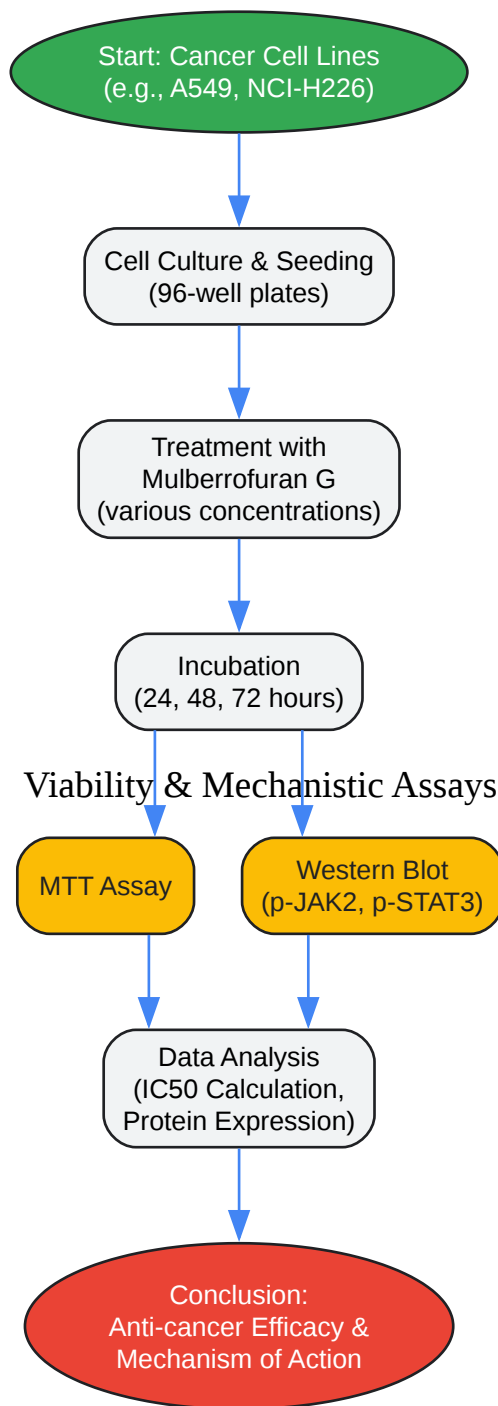 Start: Cancer Cell Lines
(e.g., A549, NCI-H226)
Cell Culture & Seeding
(96-well plates)
Treatment with
Mulberrofuran G
(various concentrations)
Incubation
(24, 48, 72 hours)
Viability & Mechanistic Assays
MTT Assay
Western Blot
(p-JAK2, p-STAT3)
Data Analysis
(IC50 Calculation,
Protein Expression)
Conclusion:
Anti-cancer Efficacy &
Mechanism of Action